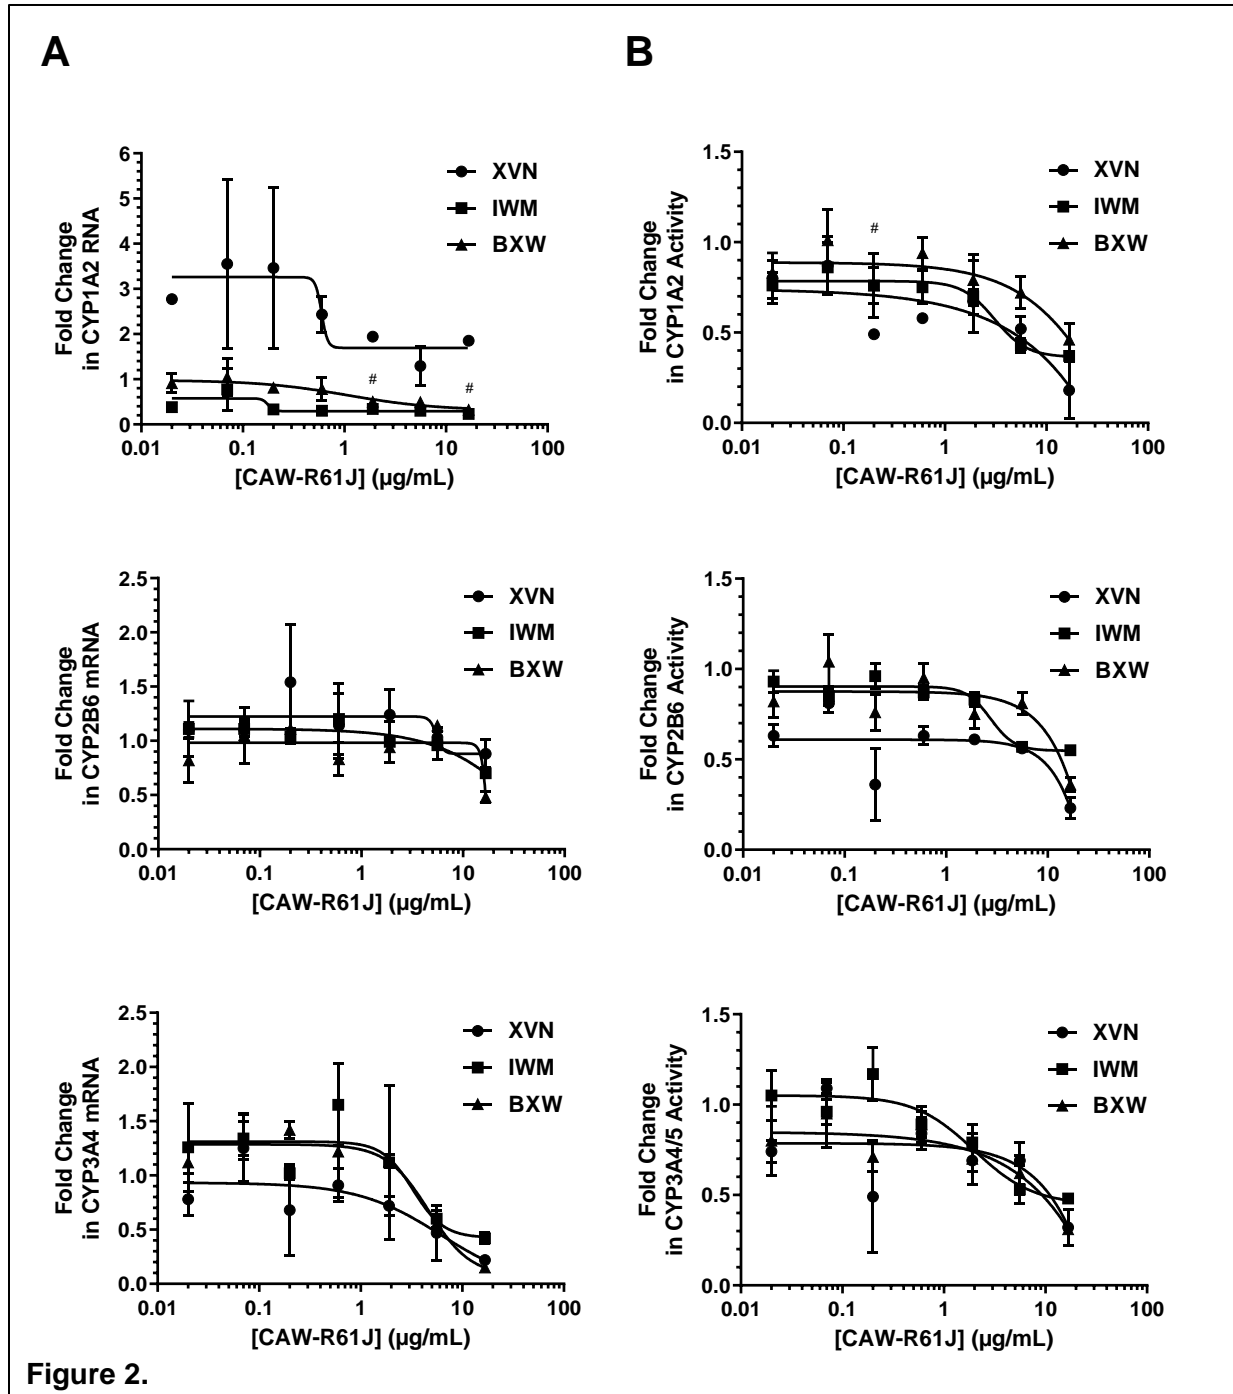 A
B
Fold Change
in CYP1A2 RNA
6
5
4
3
2
1
0
0.01
0.1
1
10
100
[CAW-R61J] (µg/mL)
XVN
IWM
BXW
#
#
Fold Change
in CYP1A2 Activity
1.5
1.0
0.5
0.0
0.01
0.1
1
10
100
[CAW-R61J] (µg/mL)
XVN
IWM
BXW
#
Fold Change
in CYP2B6 mRNA
2.5
2.0
1.5
1.0
0.5
0.0
0.01
0.1
1
10
100
[CAW-R61J] (µg/mL)
XVN
IWM
BXW
Fold Change
in CYP2B6 Activity
1.5
1.0
0.5
0.0
0.01
0.1
1
10
100
[CAW-R61J] (µg/mL)
XVN
IWM
BXW
Fold Change
in CYP3A4 mRNA
2.5
2.0
1.5
1.0
0.5
0.0
0.01
0.1
1
10
100
[CAW-R61J] (µg/mL)
XVN
IWM
BXW
Fold Change
in CYP3A4/5 Activity
1.5
1.0
0.5
0.0
0.01
0.1
1
10
100
[CAW-R61J] (µg/mL)
XVN
IWM
BXW
Figure 2.